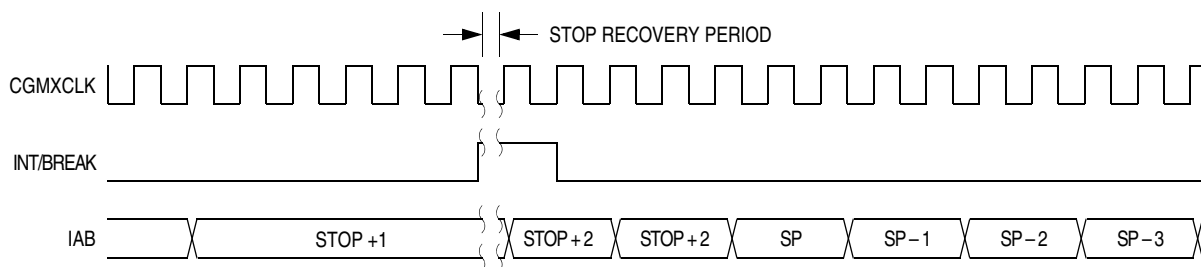 STOP RECOVERY PERIOD
CGMXCLK
INT/BREAK
IAB STOP +1 STOP + 2 STOP + 2 SP SP – 1 SP – 2 SP – 3